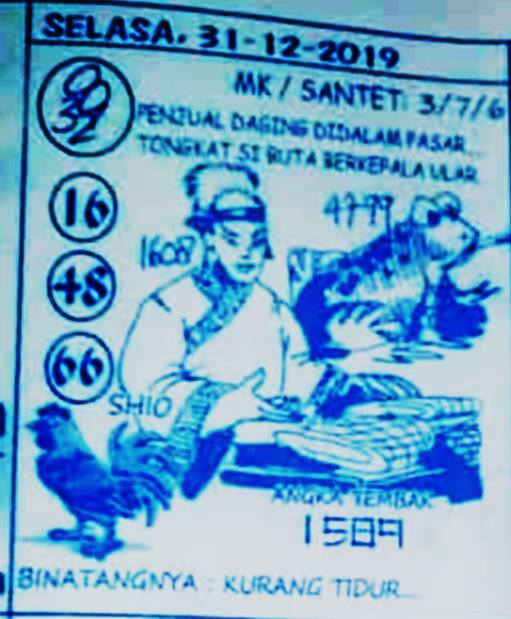 SELASA, 31-12-2019
MK / SANTET: 3/7/6
PENJUAL DAGING DIDALAM PASAR...
TONGKAT SI BUTA BERKEPALA ULAR
16
1608
48
66
SHIO
ANGKA TEMBAK
1589
BINATANGNYA : KURANG TIDUR...